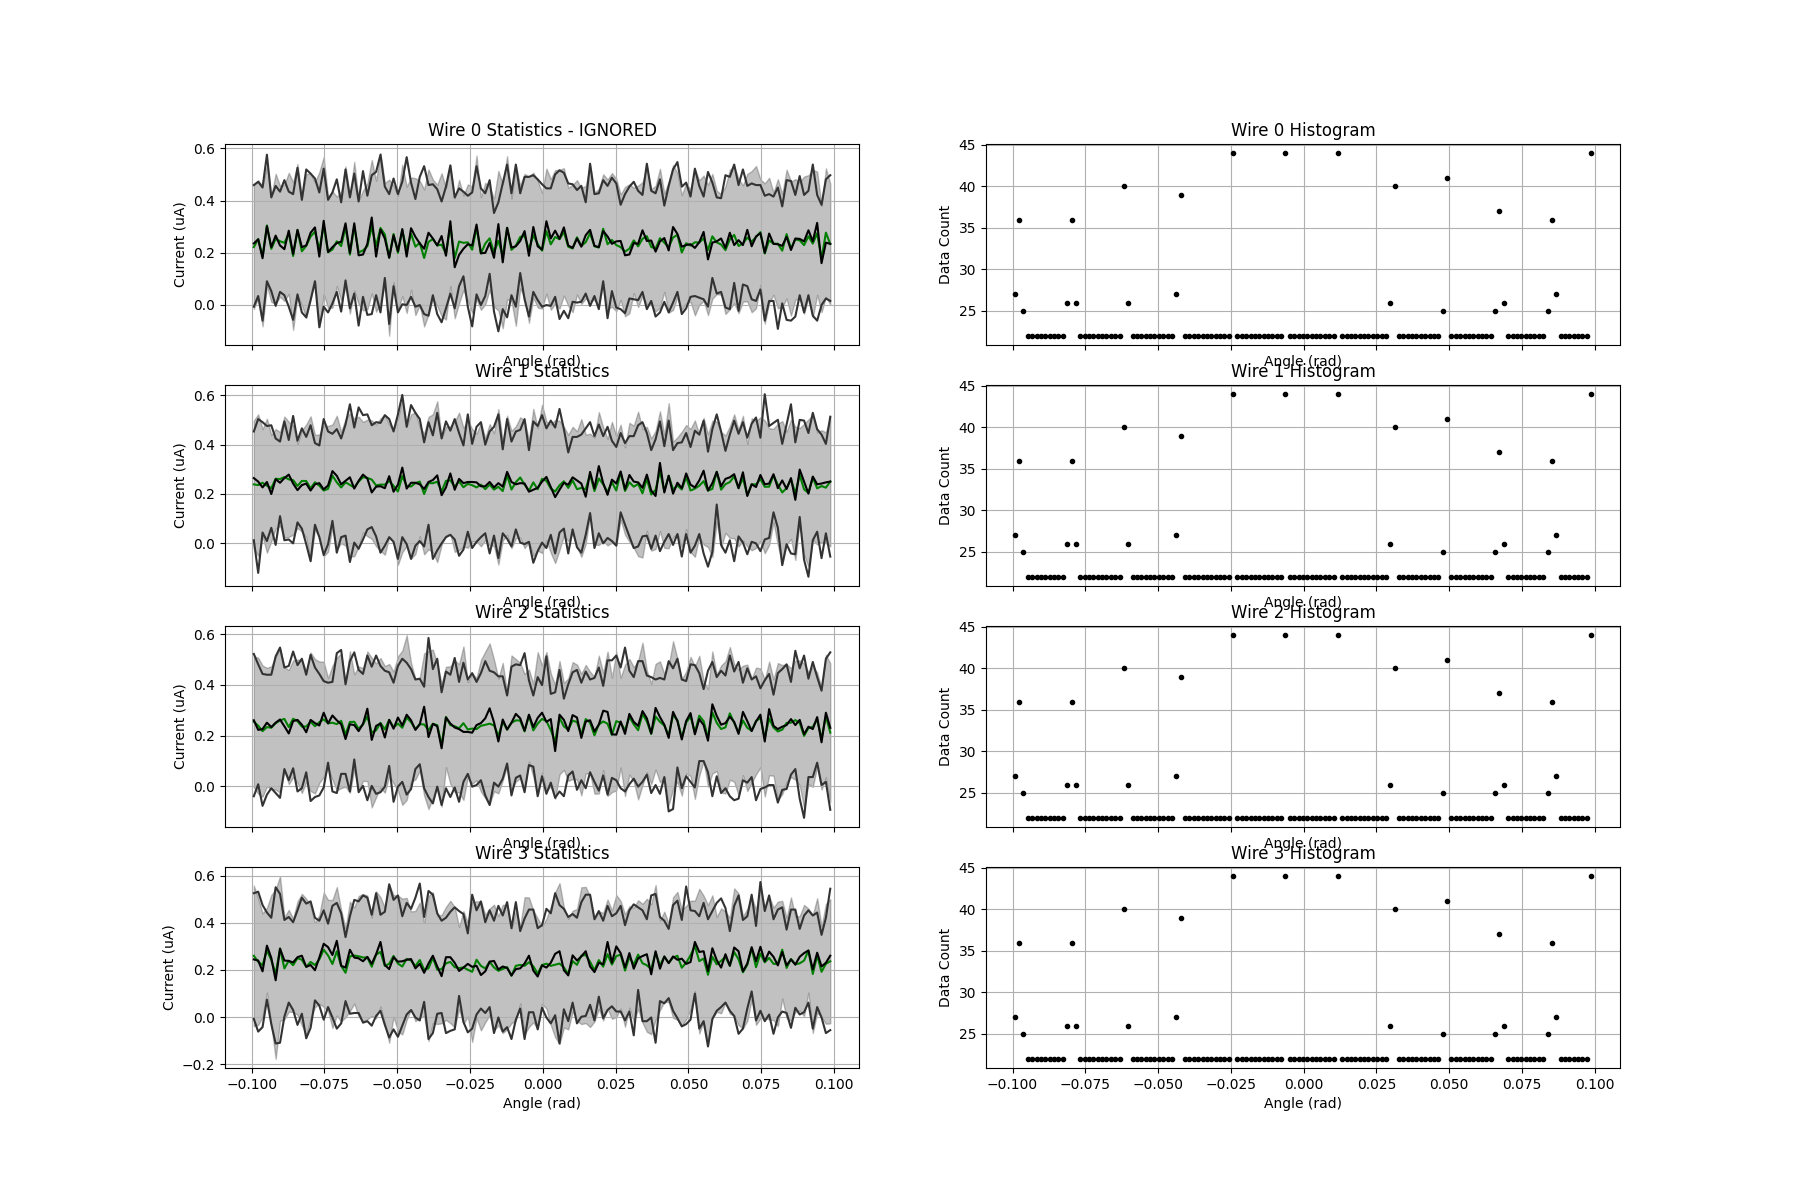 Wire 0 Statistics - IGNORED
0.6
0.4
0.2
0.0
Current (uA)
Angle (rad)
Wire 0 Histogram
45
40
35
30
25
Data Count
Angle (rad)
Wire 1 Statistics
0.6
0.4
0.2
0.0
Current (uA)
Angle (rad)
Wire 1 Histogram
45
40
35
30
25
Data Count
Angle (rad)
Wire 2 Statistics
0.6
0.4
0.2
0.0
Current (uA)
Angle (rad)
Wire 2 Histogram
45
40
35
30
25
Data Count
Angle (rad)
Wire 3 Statistics
0.6
0.4
0.2
0.0
−0.2
Current (uA)
−0.100 −0.075 −0.050 −0.025 0.000 0.025 0.050 0.075 0.100
Angle (rad)
Wire 3 Histogram
45
40
35
30
25
Data Count
−0.100 −0.075 −0.050 −0.025 0.000 0.025 0.050 0.075 0.100
Angle (rad)